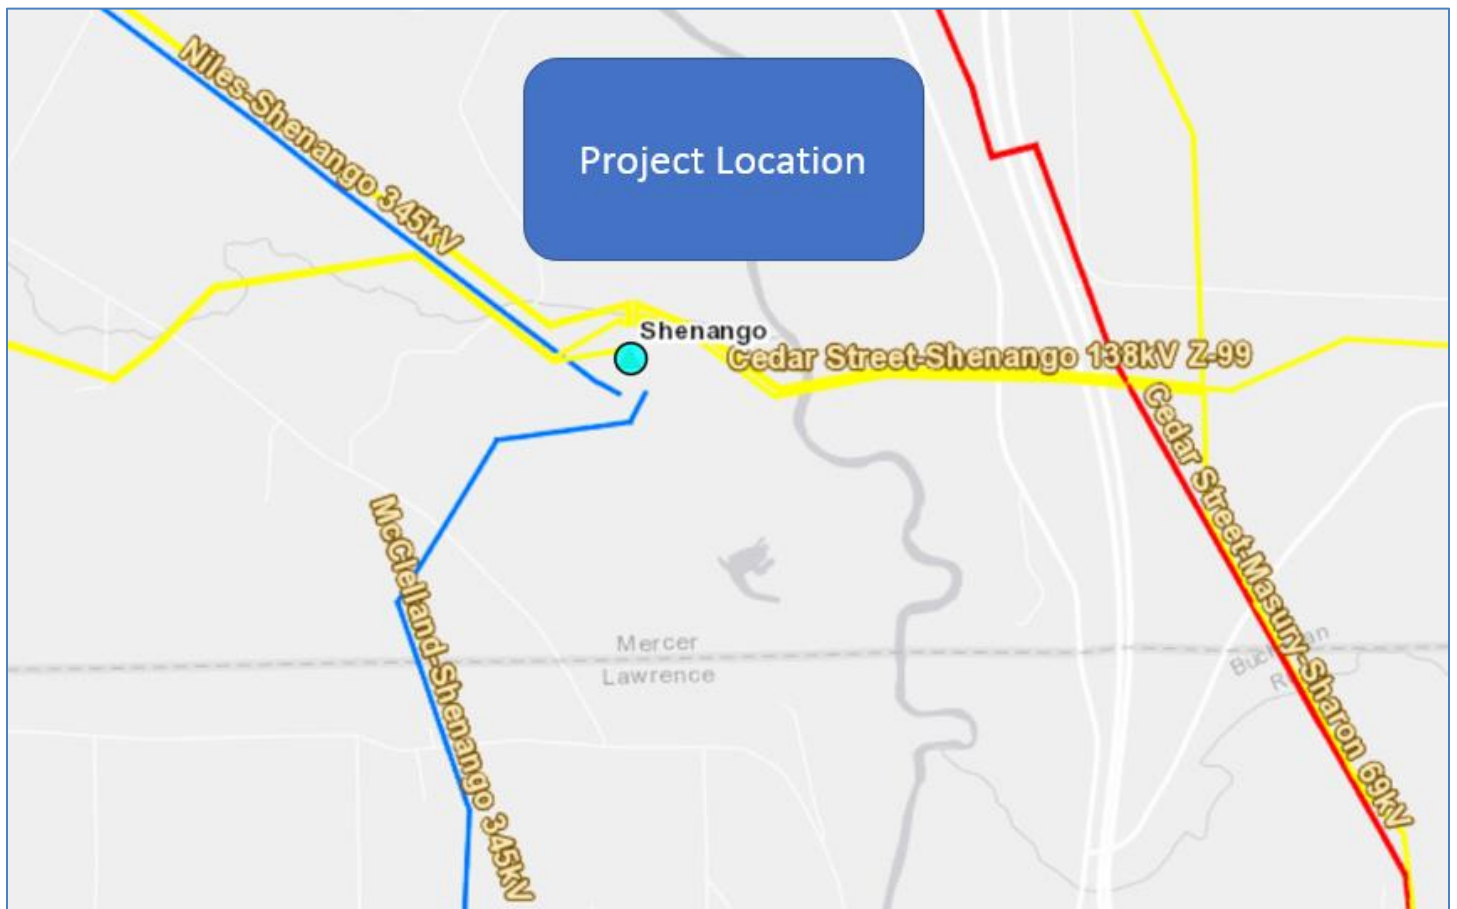 Niles-Shenango 345kV
Project Location
Shenango
Cedar Street-Shenango 138kV Z-99
Cedar Street-Masury-Sharon 69kV
McClelland-Shenango 345kV
Mercer
Lawrence